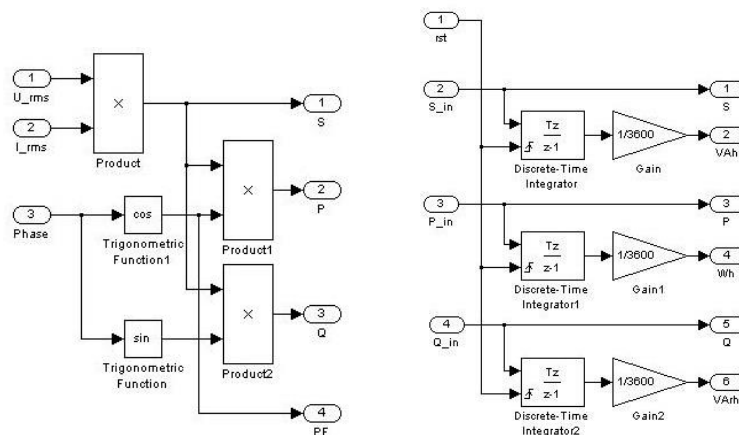 1
U_rms
2
I_rms
×
Product
1
S
×
Product1
2
P
3
Phase
cos
Trigonometric
Function1
×
Product2
3
Q
sin
Trigonometric
Function
4
PF
1
rst
2
S_in
1
S
Tz
z-1
Discrete-Time
Integrator
1/3600
Gain
2
VAh
3
P_in
3
P
Tz
z-1
Discrete-Time
Integrator1
1/3600
Gain1
4
Wh
4
Q_in
5
Q
Tz
z-1
Discrete-Time
Integrator2
1/3600
Gain2
6
VArh